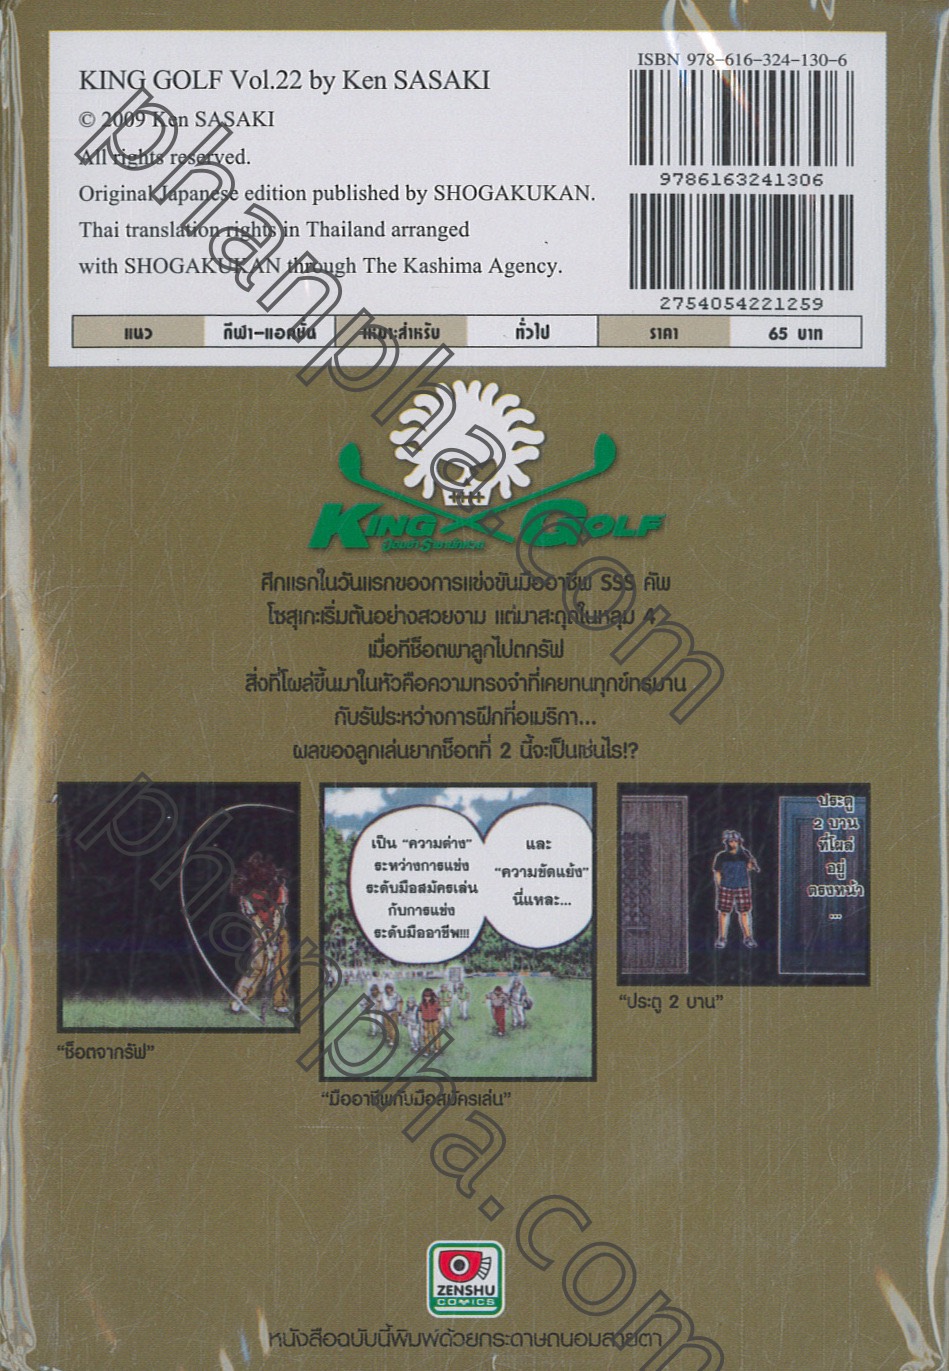 KING GOLF Vol.22 by Ken SASAKI
© 2009 Ken SASAKI
All rights reserved.
Original Japanese edition published by SHOGAKUKAN.
Thai translation rights in Thailand arranged
with SHOGAKUKAN through The Kashima Agency.
ISBN 978-616-324-130-6
9786163241306
2754054221259
แนว กีฬา-แอคชั่น เหมาะสำหรับ ทั่วไป ราคา 65 บาท
KING GOLF
ศึกแรกในวันแรกของการแข่งขันมืออาชีพ SSS คัพ
โซสุเกะเริ่มต้นอย่างสวยงาม แต่มาสะดุดในหลุม 4
เมื่อทีช็อตพาลูกไปตกรัฟ
สิ่งที่โผล่ขึ้นมาในหัวคือความทรงจำที่เคยทนทุกข์ทรมาน
กับรัฟระหว่างการฝึกที่อเมริกา...
ผลของลูกเล่นยากช็อตที่ 2 นี้จะเป็นเช่นไร!?
“ช็อตจากรัฟ”
เป็น “ความต่าง”
ระหว่างการแข่ง
ระดับมือสมัครเล่น
กับการแข่ง
ระดับมืออาชีพ!!!
และ
“ความขัดแย้ง”
นี่แหละ...
“มืออาชีพกับมือสมัครเล่น”
ประตู
2 บาน
ที่โผล่
อยู่
ตรงหน้า
...
“ประตู 2 บาน”
ZENSHU
COMICS
หนังสือฉบับนี้พิมพ์ด้วยกระดาษถนอมสายตา
phanpha.com
phanpha.com